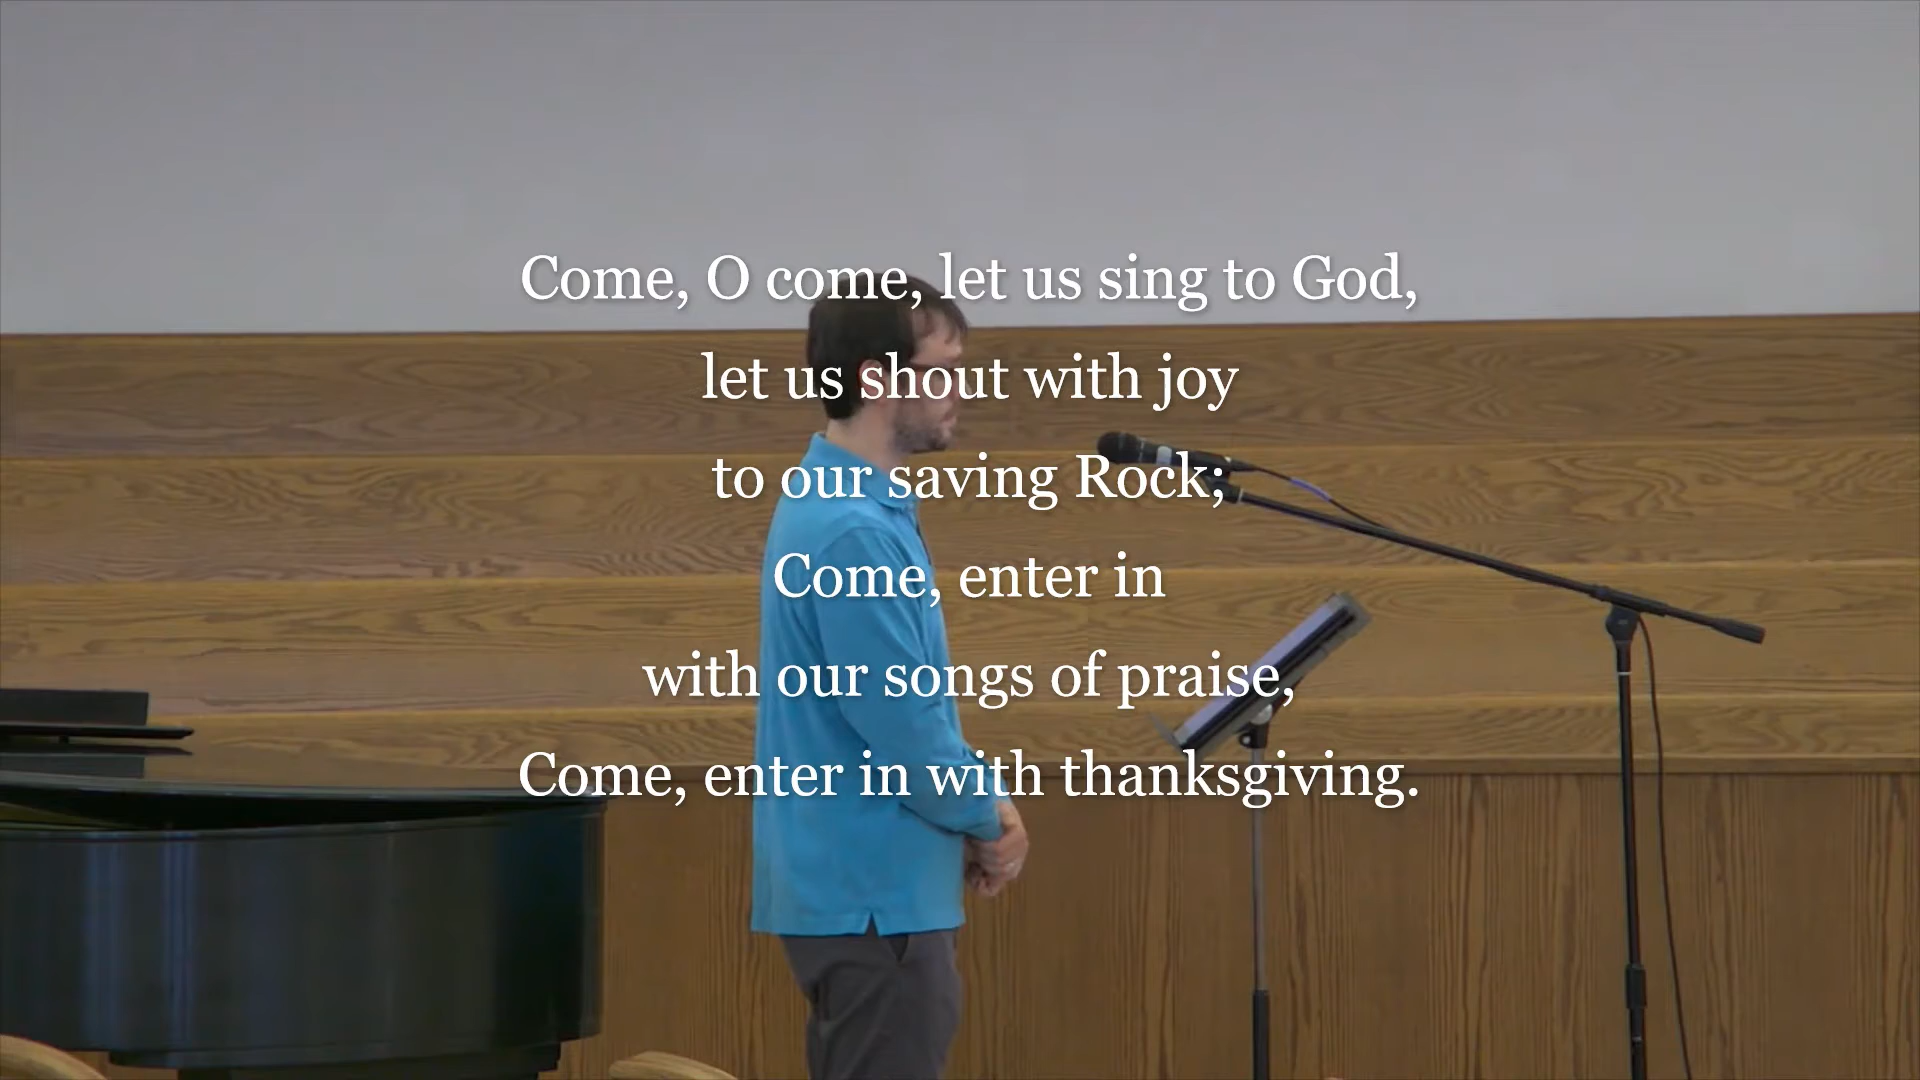 Come, O come, let us sing to God,
let us shout with joy
to our saving Rock;
Come, enter in
with our songs of praise,
Come, enter in with thanksgiving.